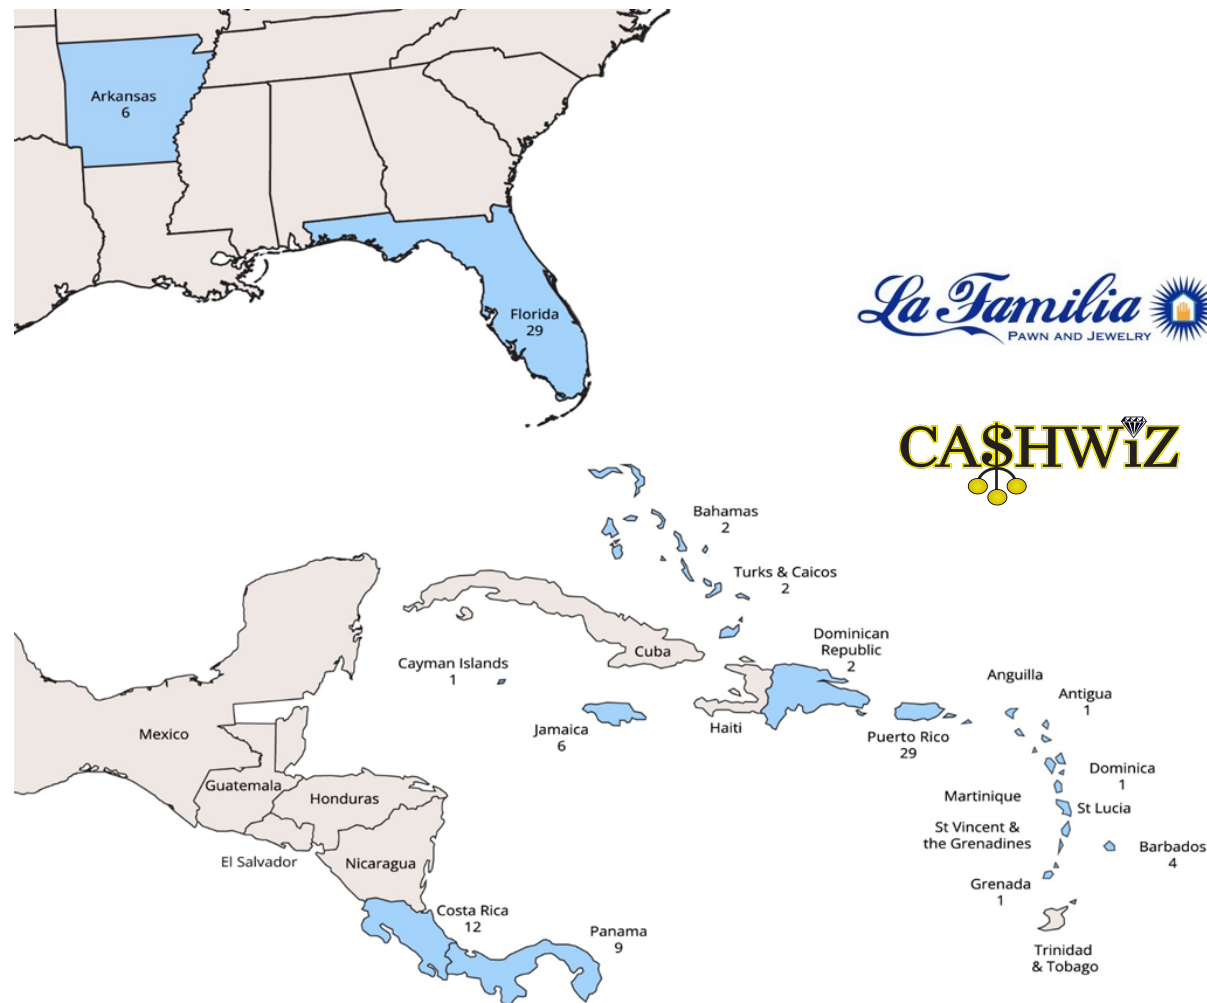 Arkansas
6
Florida
29
La Familia
PAWN AND JEWELRY
CA$HWiZ
Bahamas
2
Turks & Caicos
2
Dominican
Republic
2
Cuba
Cayman Islands
1
Anguilla
Antigua
1
Mexico
Jamaica
6
Haiti
Puerto Rico
29
Dominica
1
Guatemala
Honduras
Martinique
St Lucia
St Vincent &
the Grenadines
Barbados
4
El Salvador
Nicaragua
Grenada
1
Costa Rica
12
Panama
9
Trinidad
& Tobago